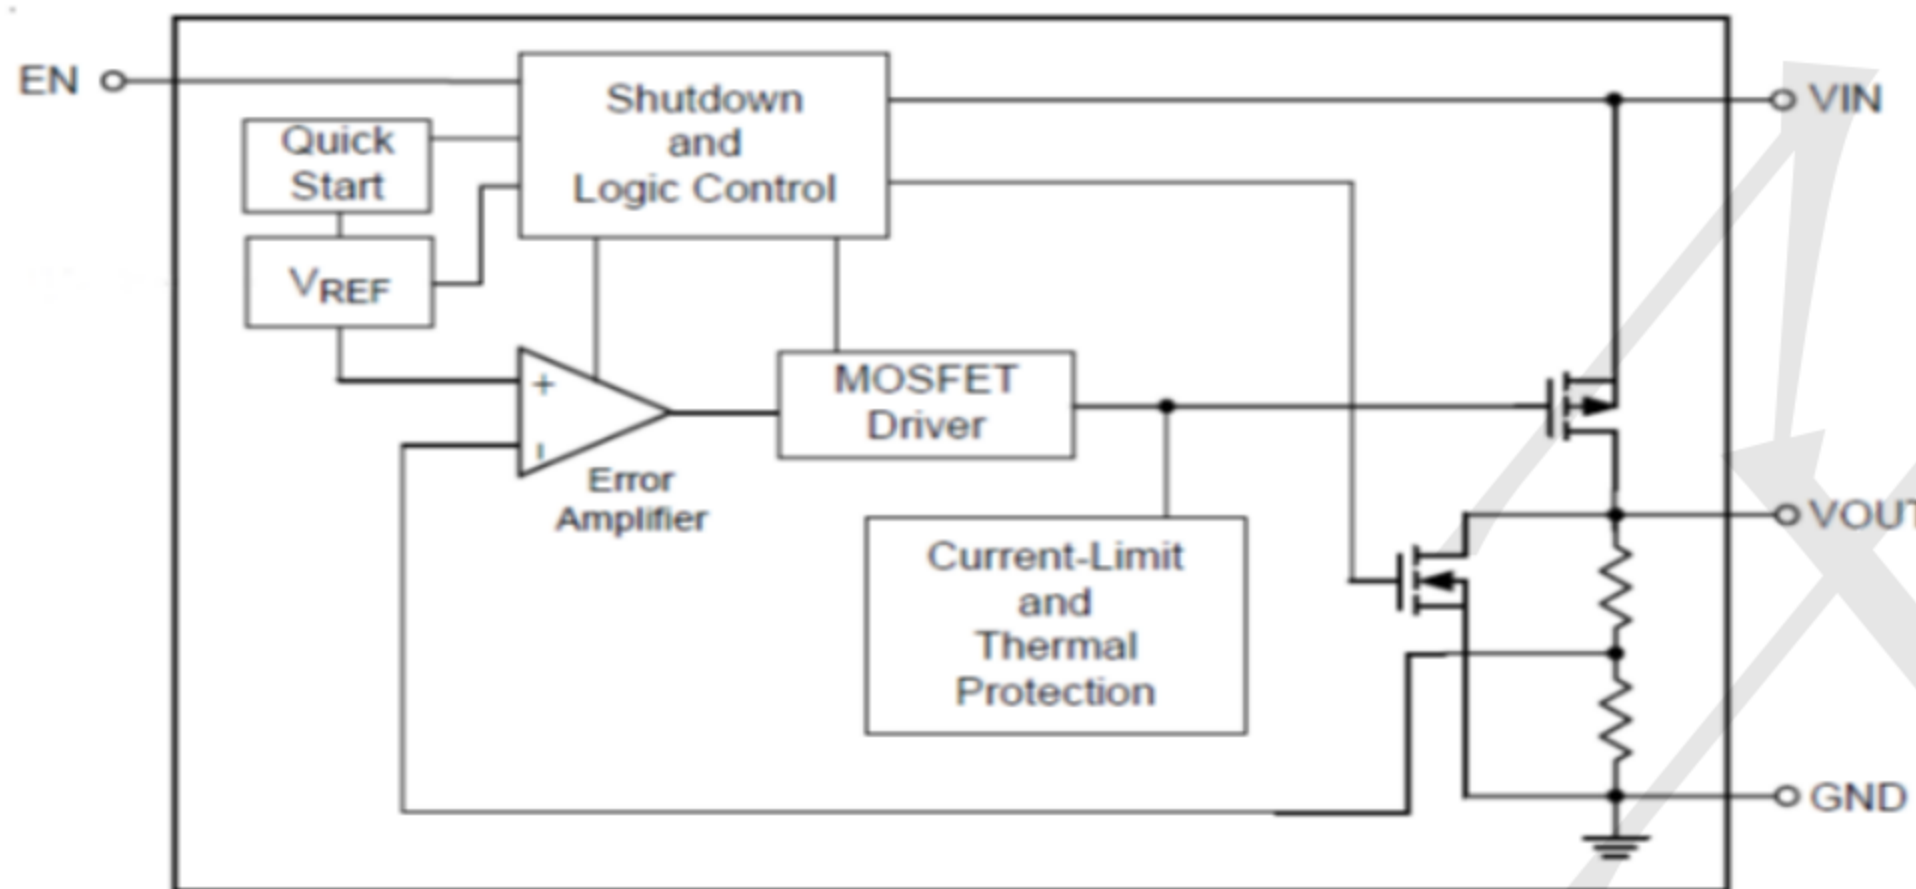 EN
Shutdown
and
Logic Control
VIN
Quick
Start
VREF
+
-
Error
Amplifier
MOSFET
Driver
Current-Limit
and
Thermal
Protection
VOUT
GND